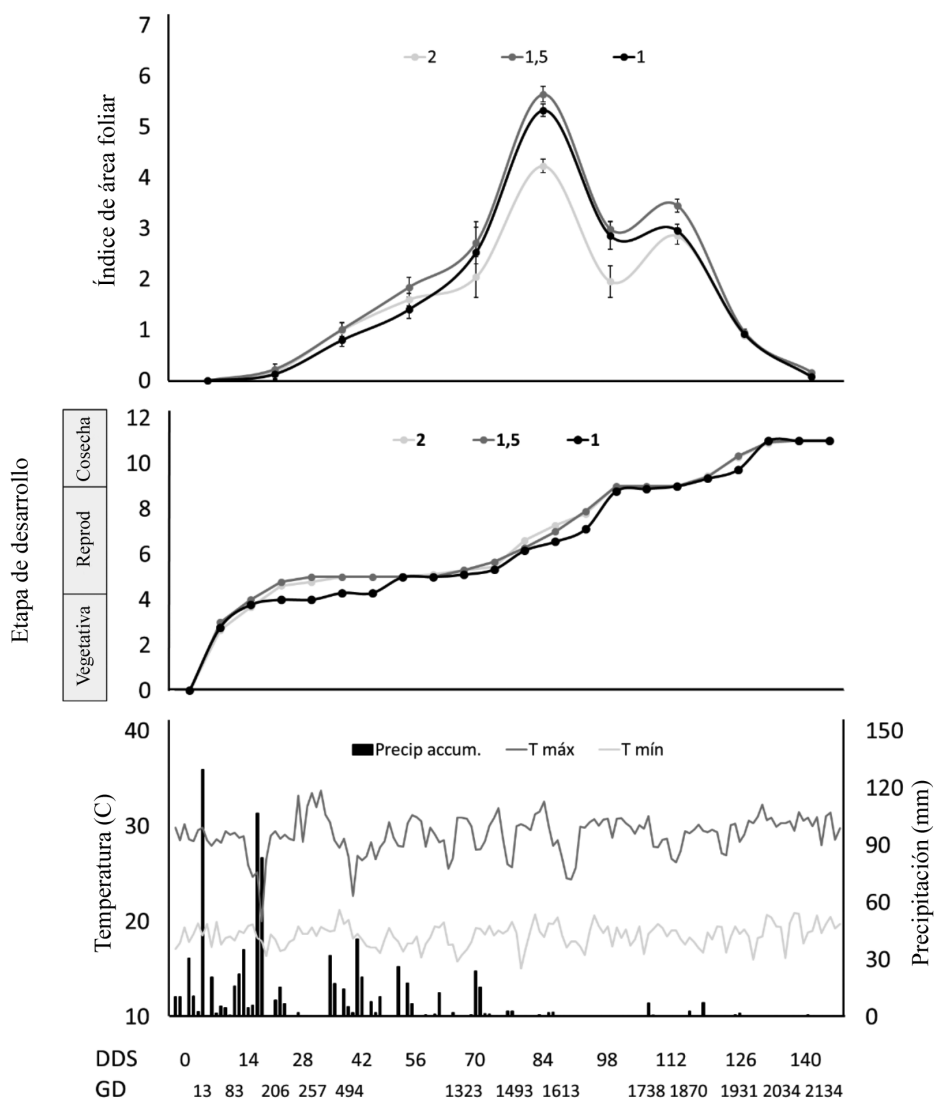 7
6
5
4
3
2
1
0
Índice de área foliar
2 1,5 1
12
10
8
6
4
2
0
Etapa de desarrollo
Cosecha
Reprod
Vegetativa
2 1,5 1
40
30
20
10
Temperatura (C)
Precip accum. T máx T mín
150
120
90
60
30
0
Precipitación (mm)
DDS 0 14 28 42 56 70 84 98 112 126 140
GD 13 83 206 257 494 1323 1493 1613 1738 1870 1931 2034 2134